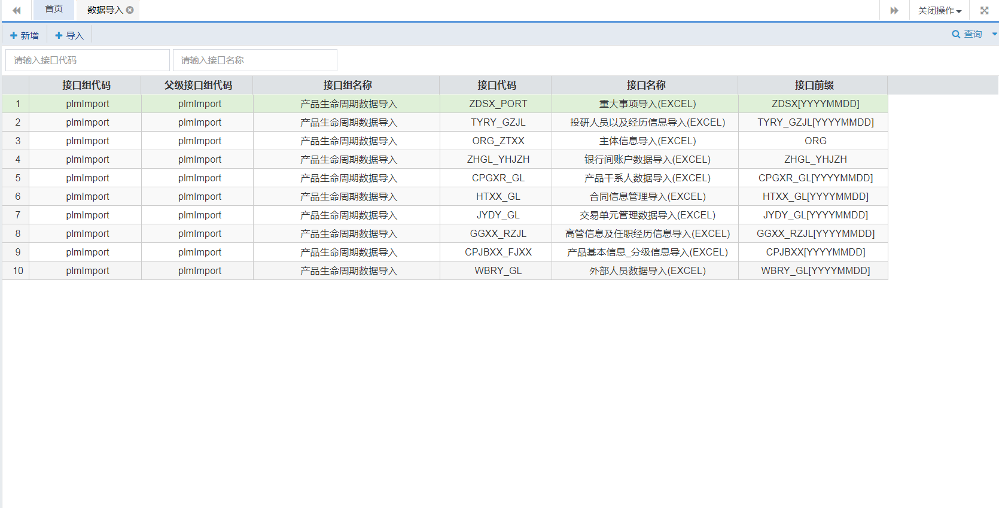 首页 数据导入 关闭操作
新增 导入 查询
请输入接口代码 请输入接口名称
接口组代码 父级接口组代码 接口组名称 接口代码 接口名称 接口前缀
1 plmImport plmImport 产品生命周期数据导入 ZDSX_PORT 重大事项导入(EXCEL) ZDSX[YYYYMMDD]
2 plmImport plmImport 产品生命周期数据导入 TYRY_GZJL 投研人员以及经历信息导入(EXCEL) TYRY_GZJL[YYYYMMDD]
3 plmImport plmImport 产品生命周期数据导入 ORG_ZTXX 主体信息导入(EXCEL) ORG
4 plmImport plmImport 产品生命周期数据导入 ZHGL_YHJZH 银行间账户数据导入(EXCEL) ZHGL_YHJZH
5 plmImport plmImport 产品生命周期数据导入 CPGXR_GL 产品干系人数据导入(EXCEL) CPGXR_GL[YYYYMMDD]
6 plmImport plmImport 产品生命周期数据导入 HTXX_GL 合同信息管理导入(EXCEL) HTXX_GL[YYYYMMDD]
7 plmImport plmImport 产品生命周期数据导入 JYDY_GL 交易单元管理数据导入(EXCEL) JYDY_GL[YYYYMMDD]
8 plmImport plmImport 产品生命周期数据导入 GGXX_RZJL 高管信息及任职经历信息导入(EXCEL) GGXX_RZJL[YYYYMMDD]
9 plmImport plmImport 产品生命周期数据导入 CPJBXX_FJXX 产品基本信息_分级信息导入(EXCEL) CPJBXX[YYYYMMDD]
10 plmImport plmImport 产品生命周期数据导入 WBRY_GL 外部人员数据导入(EXCEL) WBRY_GL[YYYYMMDD]